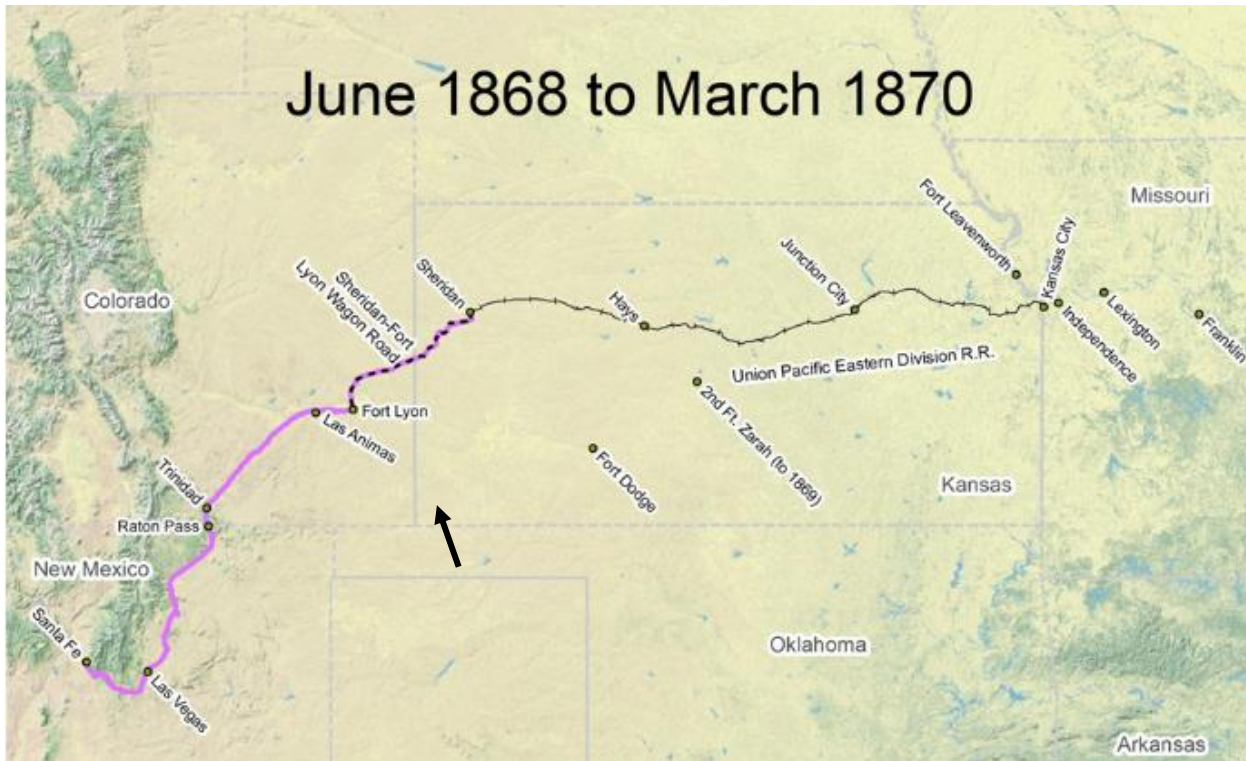 June 1868 to March 1870
Missouri
Fort Leavenworth
Kansas City
Junction City
Sheridan
Colorado
Sheridan-Fort
Lyon Wagon Road
Hays
Independence
Lexington
Franklin
Union Pacific Eastern Division R.R.
2nd Ft. Zarah (to 1869)
Fort Lyon
Las Animas
Fort Dodge
Kansas
Trinidad
Raton Pass
New Mexico
Santa Fe
Las Vegas
Oklahoma
Arkansas